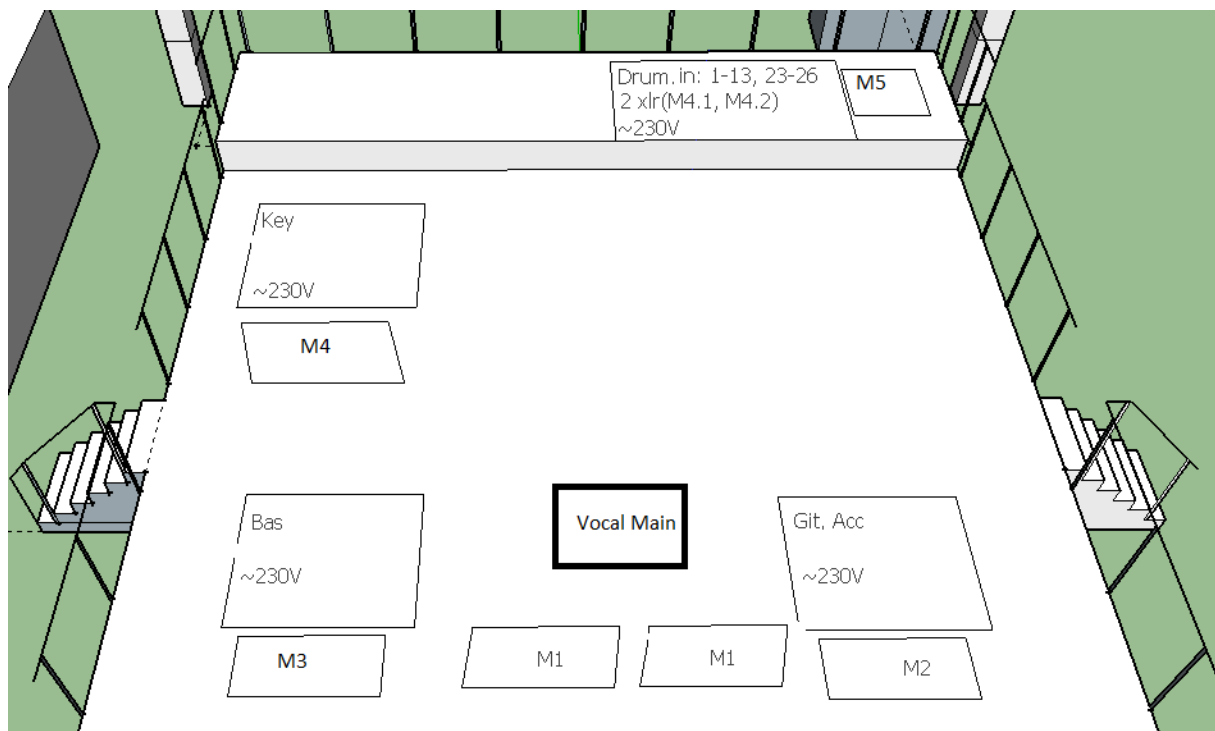 Drum. in: 1-13, 23-26
2 xlr(M4.1, M4.2)
~230V
M5
Key
~230V
M4
Bas
~230V
Vocal Main
Git, Acc
~230V
M3
M1
M1
M2